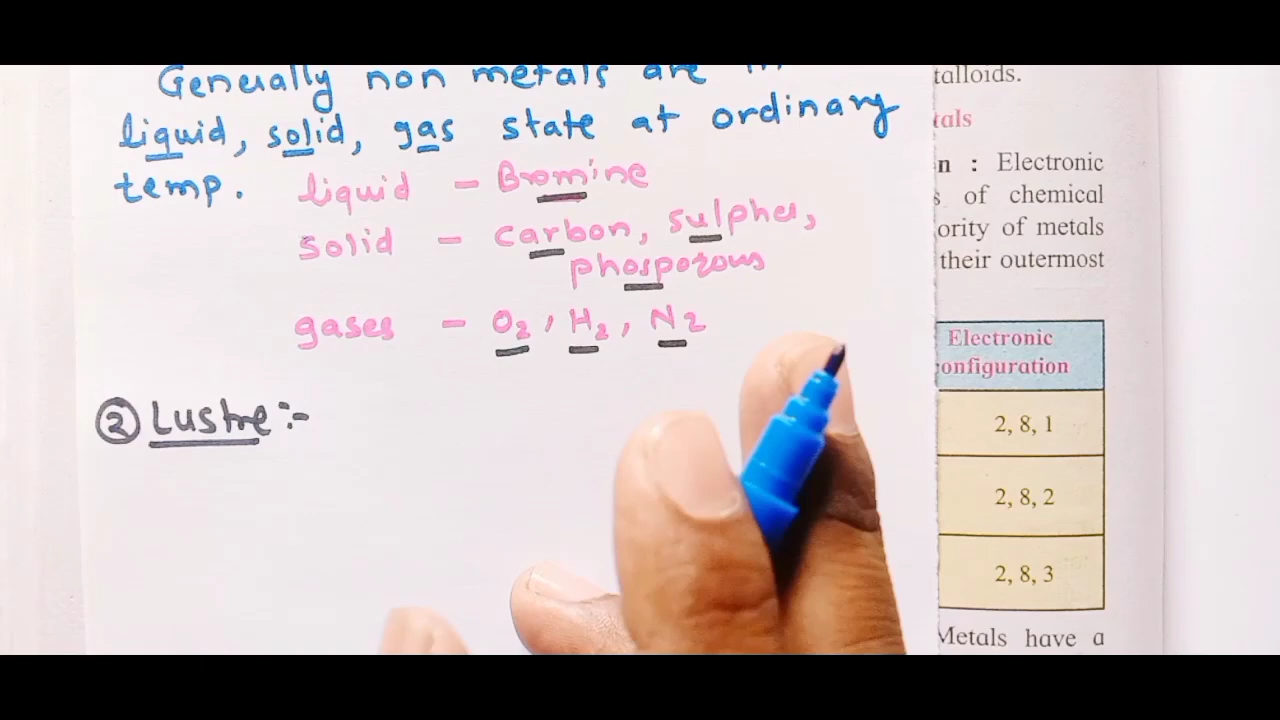 Generally non metals are in
liquid, solid, gas state at ordinary
temp.
liquid - Bromine
solid - carbon, sulpher,
phosporous
gases - O2, H2, N2
② Lustre :-
talloids.
tals
n : Electronic
s of chemical
ority of metals
their outermost
Electronic
onfiguration
2, 8, 1
2, 8, 2
2, 8, 3
Metals have a